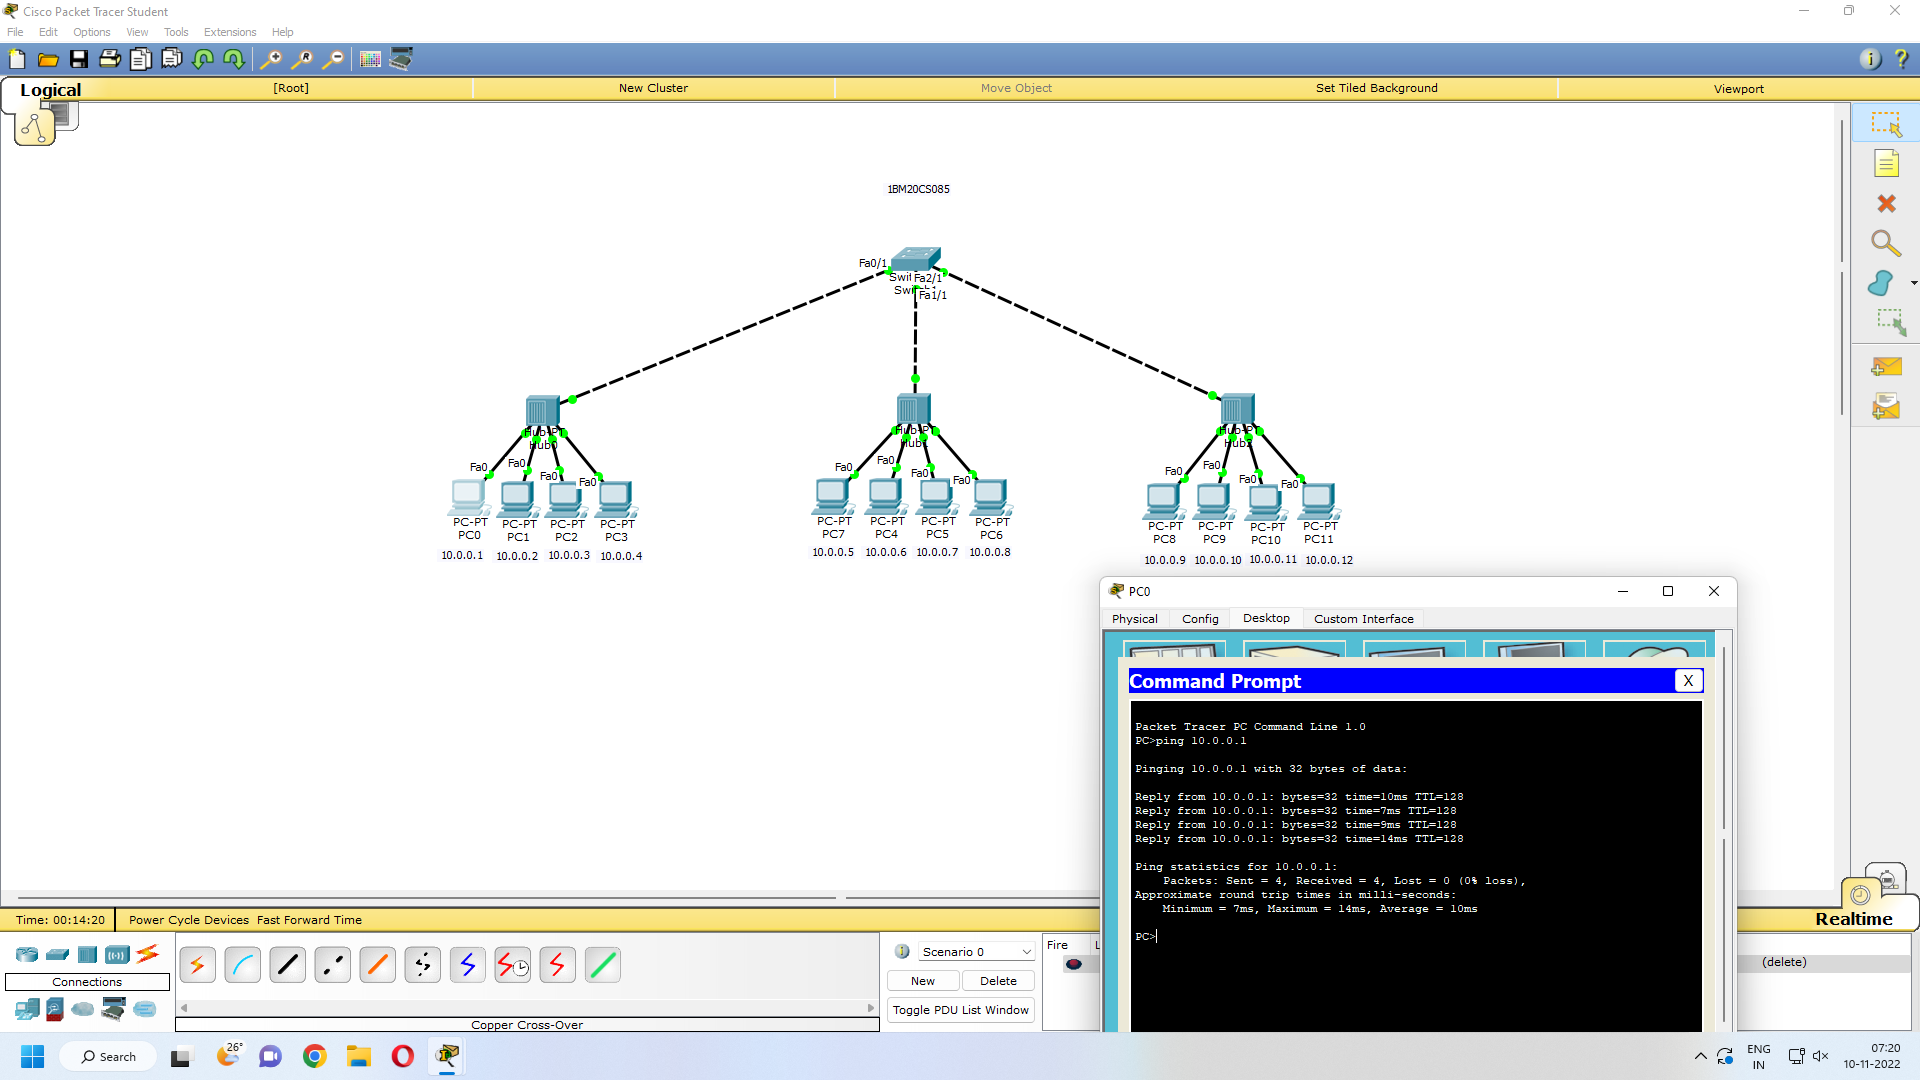 Cisco Packet Tracer Student
File Edit Options View Tools Extensions Help
Logical [Root] New Cluster Move Object Set Tiled Background Viewport
1BM20CS085
Fa0/1
Fa2/1
Fa1/1
Hub-PT Hub-PT Hub-PT
Hub0 Hub1
Fa0 Fa0 Fa0 Fa0 Fa0 Fa0 Fa0 Fa0 Fa0 Fa0 Fa0 Fa0
PC-PT PC-PT PC-PT PC-PT PC-PT PC-PT PC-PT PC-PT PC-PT PC-PT PC-PT PC-PT
PC0 PC1 PC2 PC3 PC7 PC4 PC5 PC6 PC8 PC9 PC10 PC11
10.0.0.1 10.0.0.2 10.0.0.3 10.0.0.4 10.0.0.5 10.0.0.6 10.0.0.7 10.0.0.8 10.0.0.9 10.0.0.10 10.0.0.11 10.0.0.12
PC0
Physical Config Desktop Custom Interface
Command Prompt X
Packet Tracer PC Command Line 1.0
PC>ping 10.0.0.1
Pinging 10.0.0.1 with 32 bytes of data:
Reply from 10.0.0.1: bytes=32 time=10ms TTL=128
Reply from 10.0.0.1: bytes=32 time=7ms TTL=128
Reply from 10.0.0.1: bytes=32 time=9ms TTL=128
Reply from 10.0.0.1: bytes=32 time=14ms TTL=128
Ping statistics for 10.0.0.1:
Packets: Sent = 4, Received = 4, Lost = 0 (0% loss),
Approximate round trip times in milli-seconds:
Minimum = 7ms, Maximum = 14ms, Average = 10ms
PC>
Time: 00:14:20 Power Cycle Devices Fast Forward Time
Realtime
Scenario 0
Fire
(delete)
Connections
New Delete
Toggle PDU List Window
Copper Cross-Over
26°
Search
ENG
IN
07:20
10-11-2022